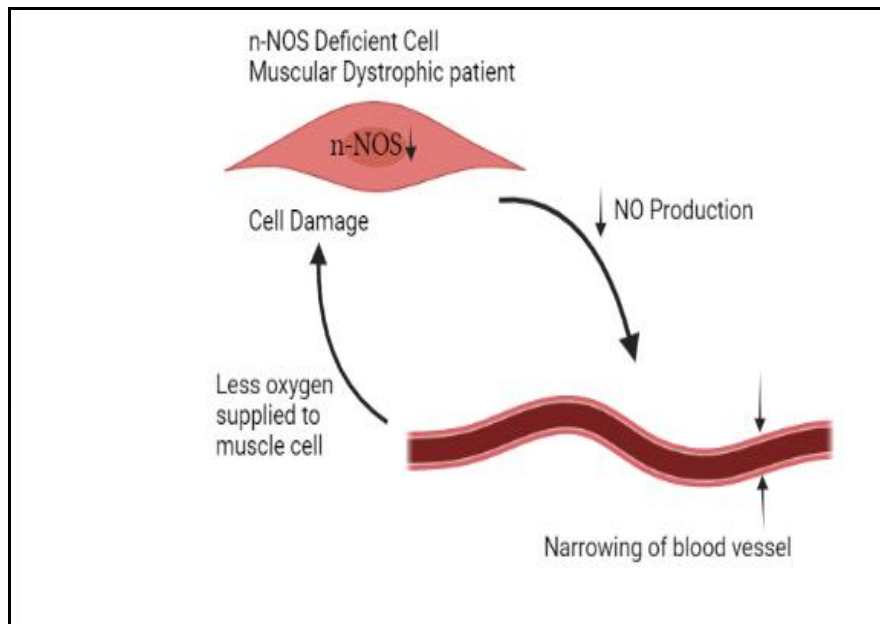 n-NOS Deficient Cell
Muscular Dystrophic patient
n-NOS
Cell Damage
NO Production
Less oxygen
supplied to
muscle cell
Narrowing of blood vessel